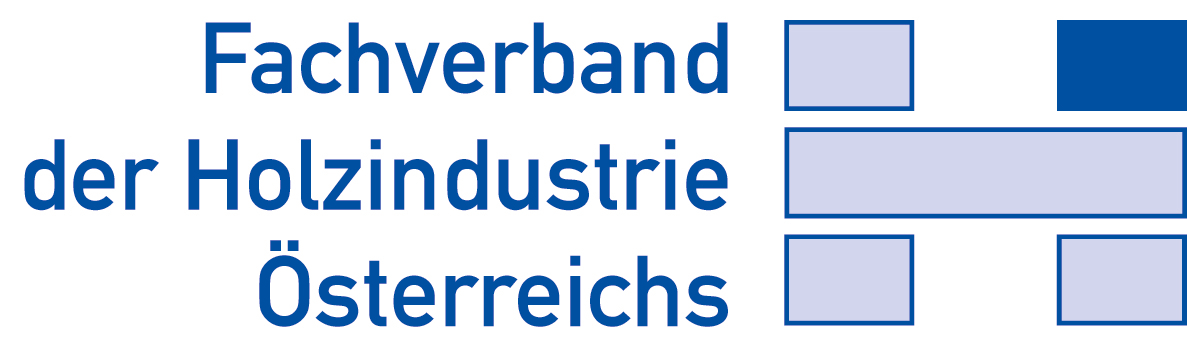 Fachverband
der Holzindustrie
Österreichs